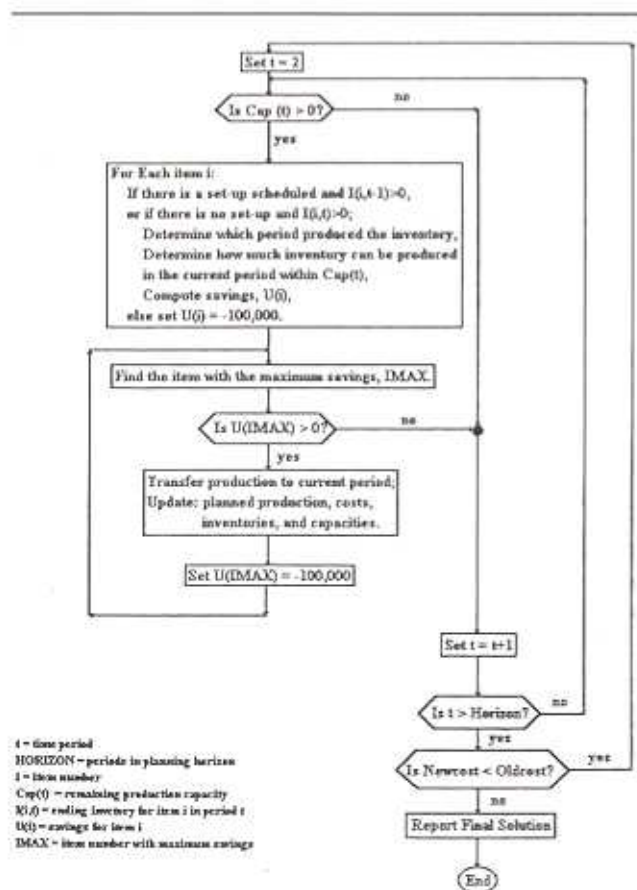 Set t = 2
Is Cap (t) > 0?
no
yes
For Each item i:
If there is a set-up scheduled and I(i,t-1)>0,
or if there is no set-up and I(i,t)>0;
Determine which period produced the inventory,
Determine how much inventory can be produced
in the current period within Cap(t),
Compute savings, U(i),
else set U(i) = -100,000.
Find the item with the maximum savings, IMAX.
Is U(IMAX) > 0?
no
yes
Transfer production to current period;
Update: planned production, costs,
inventories, and capacities.
Set U(IMAX) = -100,000
Set t = t+1
Is t > Horizon?
no
yes
Is Newcost < Oldcost?
yes
no
Report Final Solution
End
t = time period
HORIZON = periods in planning horizon
i = item number
Cap(t) = remaining production capacity
I(i,t) = ending invetory for item i in period t
U(i) = savings for item i
IMAX = item number with maximum savings